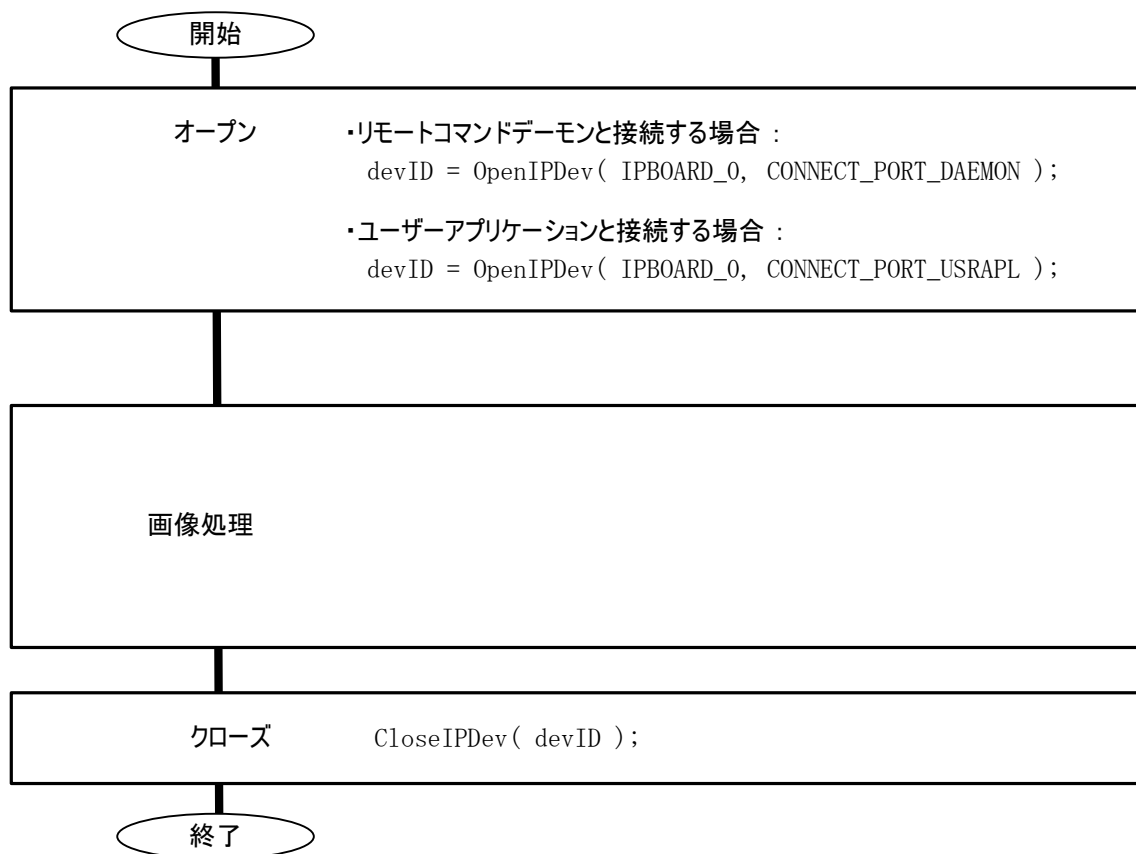 開始
オープン ・リモートコマンドデーモンと接続する場合 :
devID = OpenIPDev( IPBOARD_0, CONNECT_PORT_DAEMON );
・ユーザーアプリケーションと接続する場合 :
devID = OpenIPDev( IPBOARD_0, CONNECT_PORT_USRAPL );
画像処理
クローズ CloseIPDev( devID );
終了